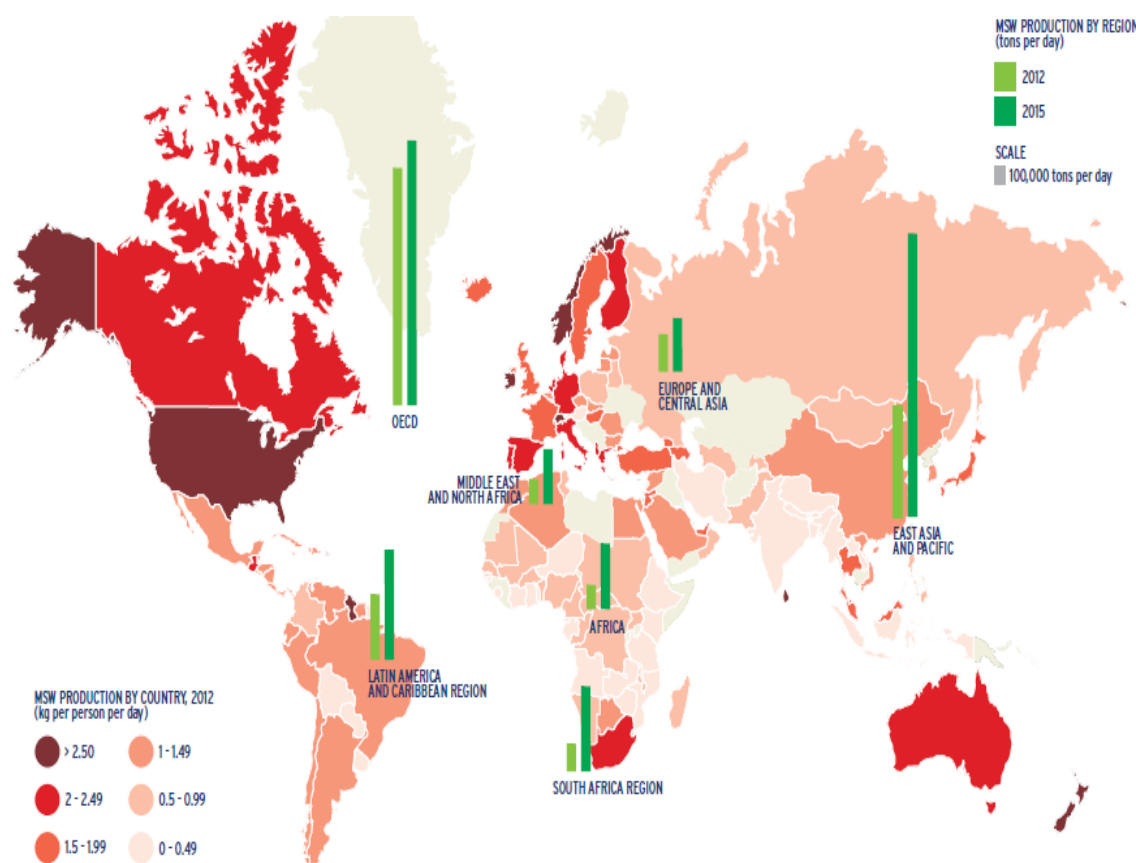 MSW PRODUCTION BY REGION
(tons per day)
2012
2015
SCALE
100,000 tons per day
OECD
EUROPE AND
CENTRAL ASIA
MIDDLE EAST
AND NORTH AFRICA
EAST ASIA
AND PACIFIC
AFRICA
LATIN AMERICA
AND CARIBBEAN REGION
SOUTH AFRICA REGION
MSW PRODUCTION BY COUNTRY, 2012
(kg per person per day)
> 2.50
1 - 1.49
2 - 2.49
0.5 - 0.99
1.5 - 1.99
0 - 0.49